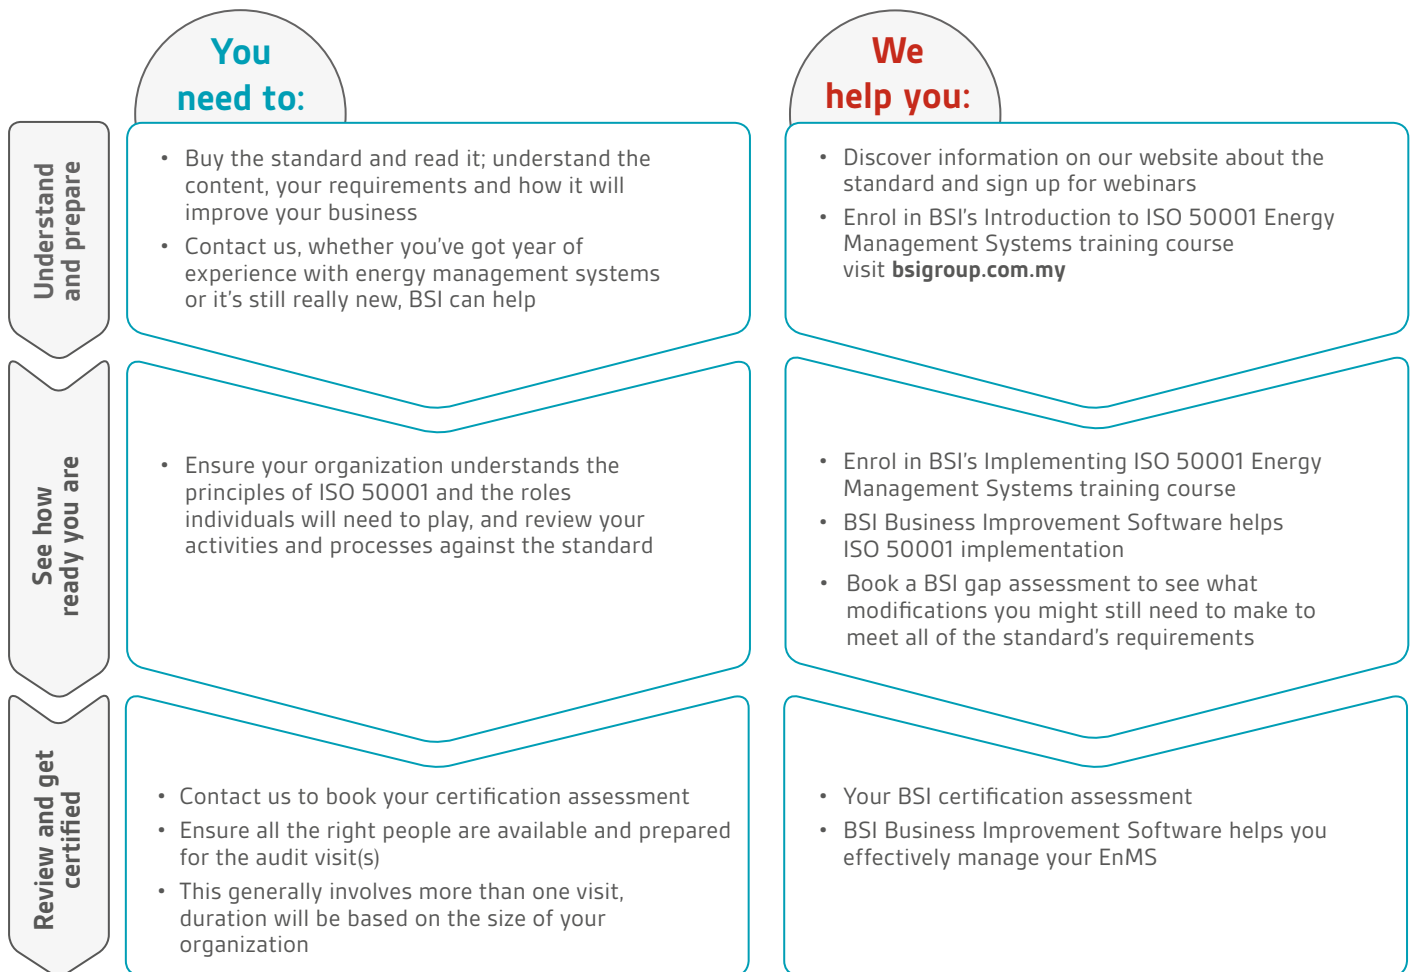 You
need to:
We
help you:
Understand
and prepare
• Buy the standard and read it; understand the
content, your requirements and how it will
improve your business
• Contact us, whether you've got year of
experience with energy management systems
or it's still really new, BSI can help
• Discover information on our website about the
standard and sign up for webinars
• Enrol in BSI's Introduction to ISO 50001 Energy
Management Systems training course
visit bsigroup.com.my
See how
ready you are
• Ensure your organization understands the
principles of ISO 50001 and the roles
individuals will need to play, and review your
activities and processes against the standard
• Enrol in BSI's Implementing ISO 50001 Energy
Management Systems training course
• BSI Business Improvement Software helps
ISO 50001 implementation
• Book a BSI gap assessment to see what
modifications you might still need to make to
meet all of the standard's requirements
Review and get
certified
• Contact us to book your certification assessment
• Ensure all the right people are available and prepared
for the audit visit(s)
• This generally involves more than one visit,
duration will be based on the size of your
organization
• Your BSI certification assessment
• BSI Business Improvement Software helps you
effectively manage your EnMS